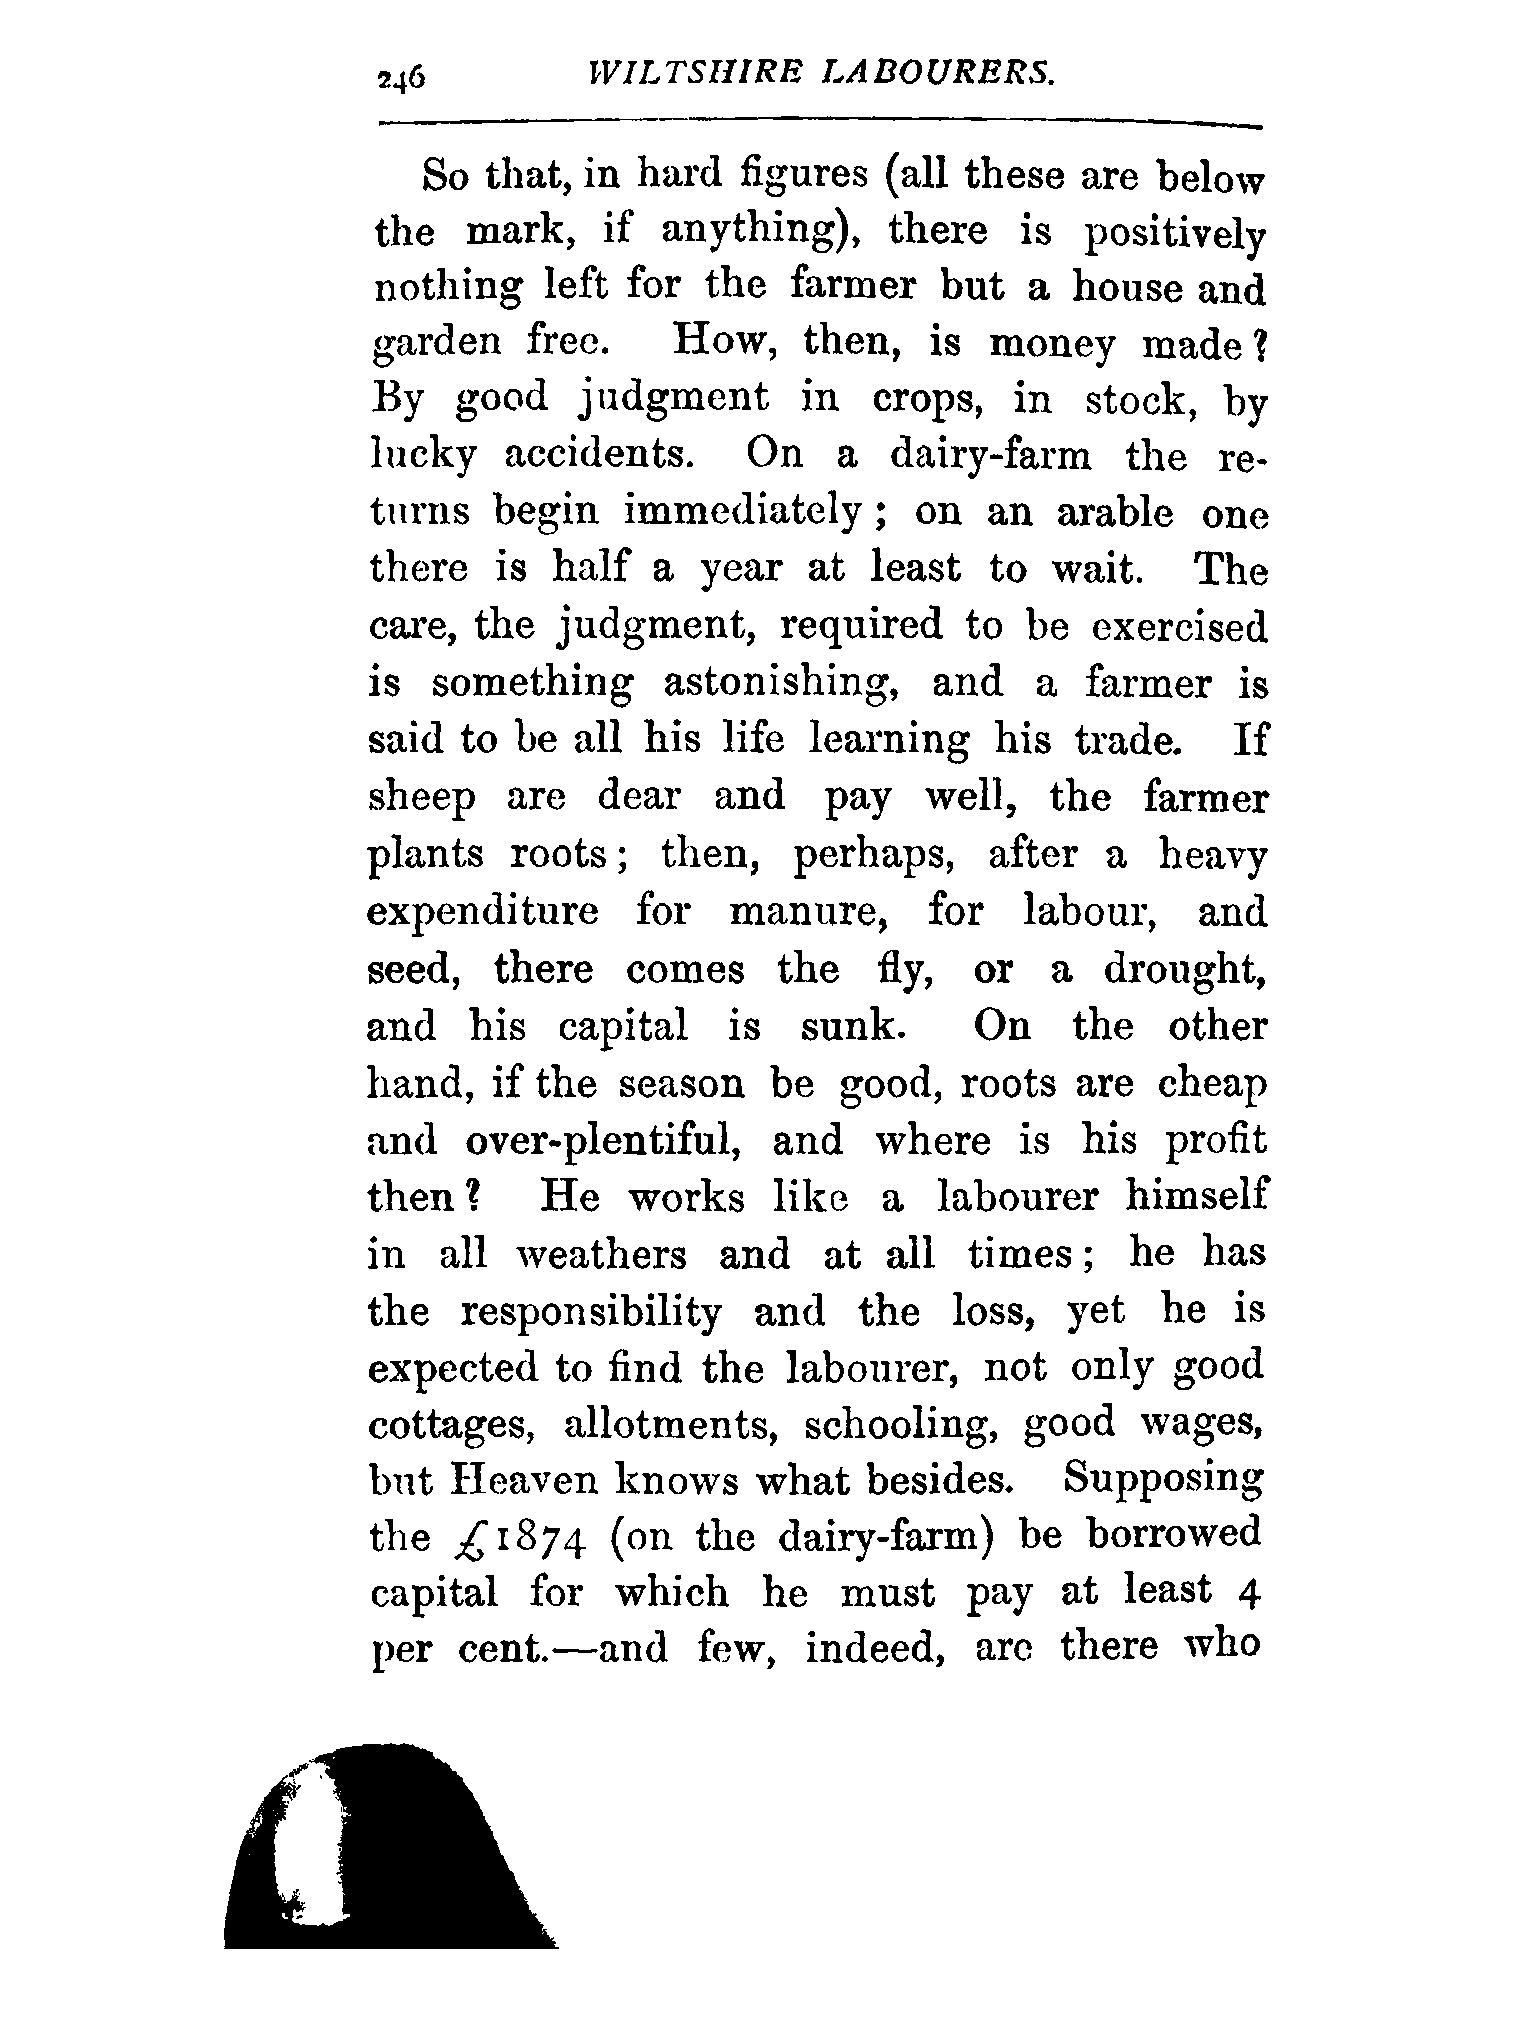 246 WILTSHIRE LABOURERS.
So that, in hard figures (all these are below
the mark, if anything), there is positively
nothing left for the farmer but a house and
garden free. How, then, is money made?
By good judgment in crops, in stock, by
lucky accidents. On a dairy-farm the re-
turns begin immediately; on an arable one
there is half a year at least to wait. The
care, the judgment, required to be exercised
is something astonishing, and a farmer is
said to be all his life learning his trade. If
sheep are dear and pay well, the farmer
plants roots; then, perhaps, after a heavy
expenditure for manure, for labour, and
seed, there comes the fly, or a drought,
and his capital is sunk. On the other
hand, if the season be good, roots are cheap
and over-plentiful, and where is his profit
then? He works like a labourer himself
in all weathers and at all times; he has
the responsibility and the loss, yet he is
expected to find the labourer, not only good
cottages, allotments, schooling, good wages,
but Heaven knows what besides. Supposing
the £1874 (on the dairy-farm) be borrowed
capital for which he must pay at least 4
per cent.—and few, indeed, are there who